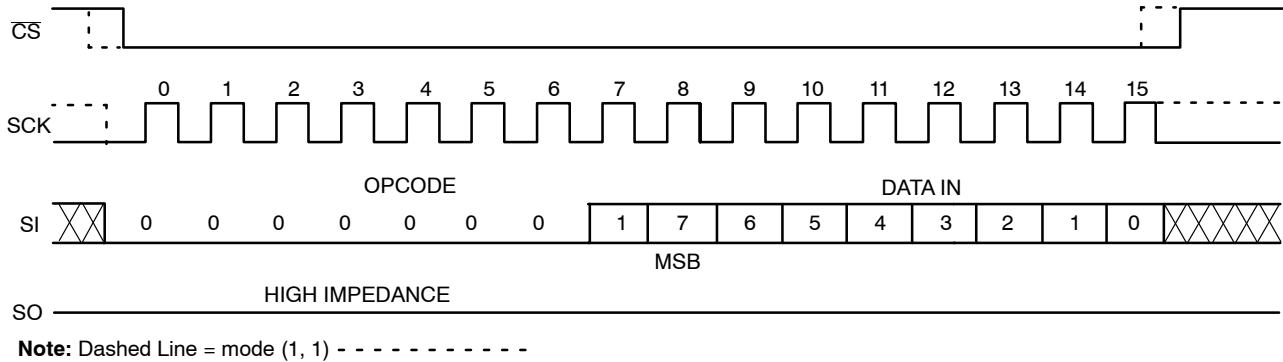 CS
0 1 2 3 4 5 6 7 8 9 10 11 12 13 14 15
SCK
OPCODE DATA IN
SI 0 0 0 0 0 0 0 1 7 6 5 4 3 2 1 0
MSB
HIGH IMPEDANCE
SO
Note: Dashed Line = mode (1, 1)